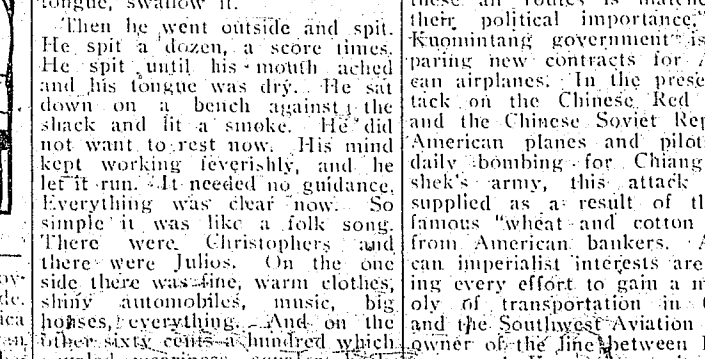 tongue, swallow it.
Then he went outside and spit.
He spit a dozen, a score times.
He spit until his mouth ached
and his tongue was dry. He sat
down on a bench against the
shack and lit a smoke. He did
not want to rest now. His mind
kept working feverishly, and he
let it run. It needed no guidance.
Everything was clear now. So
simple it was like a folk song.
There were Christophers and
there were Julios. On the one
side there was fine, warm clothes,
shiny automobiles, music, big
houses, everything. And on the
other sixty cents a hundred which
their political importance,"
Kuomintang government is
paring new contracts for
can airplanes. In the prese
tack on the Chinese Red
and the Chinese Soviet Rep
American planes and pilot
daily bombing for Chiang
shek's army, this attack
supplied as a result of t
famous "wheat and cotton
from American bankers. A
can imperialist interests are
ing every effort to gain a m
oly of transportation in
and the Southwest Aviation
owner of the line between